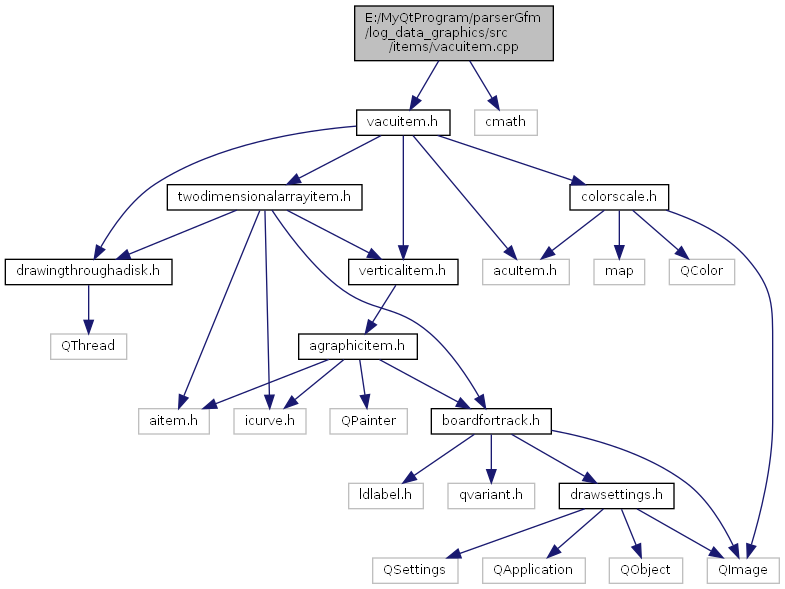 E:/MyQtProgram/parserGfm
/log_data_graphics/src
/items/vacuitem.cpp
vacuitem.h
cmath
twodimensionalarrayitem.h
colorscale.h
drawingthroughadisk.h
verticalitem.h
acuItem.h
map
QColor
QThread
agraphicitem.h
aitem.h
icurve.h
QPainter
boardfortrack.h
ldlabel.h
qvariant.h
drawsettings.h
QSettings
QApplication
QObject
QImage